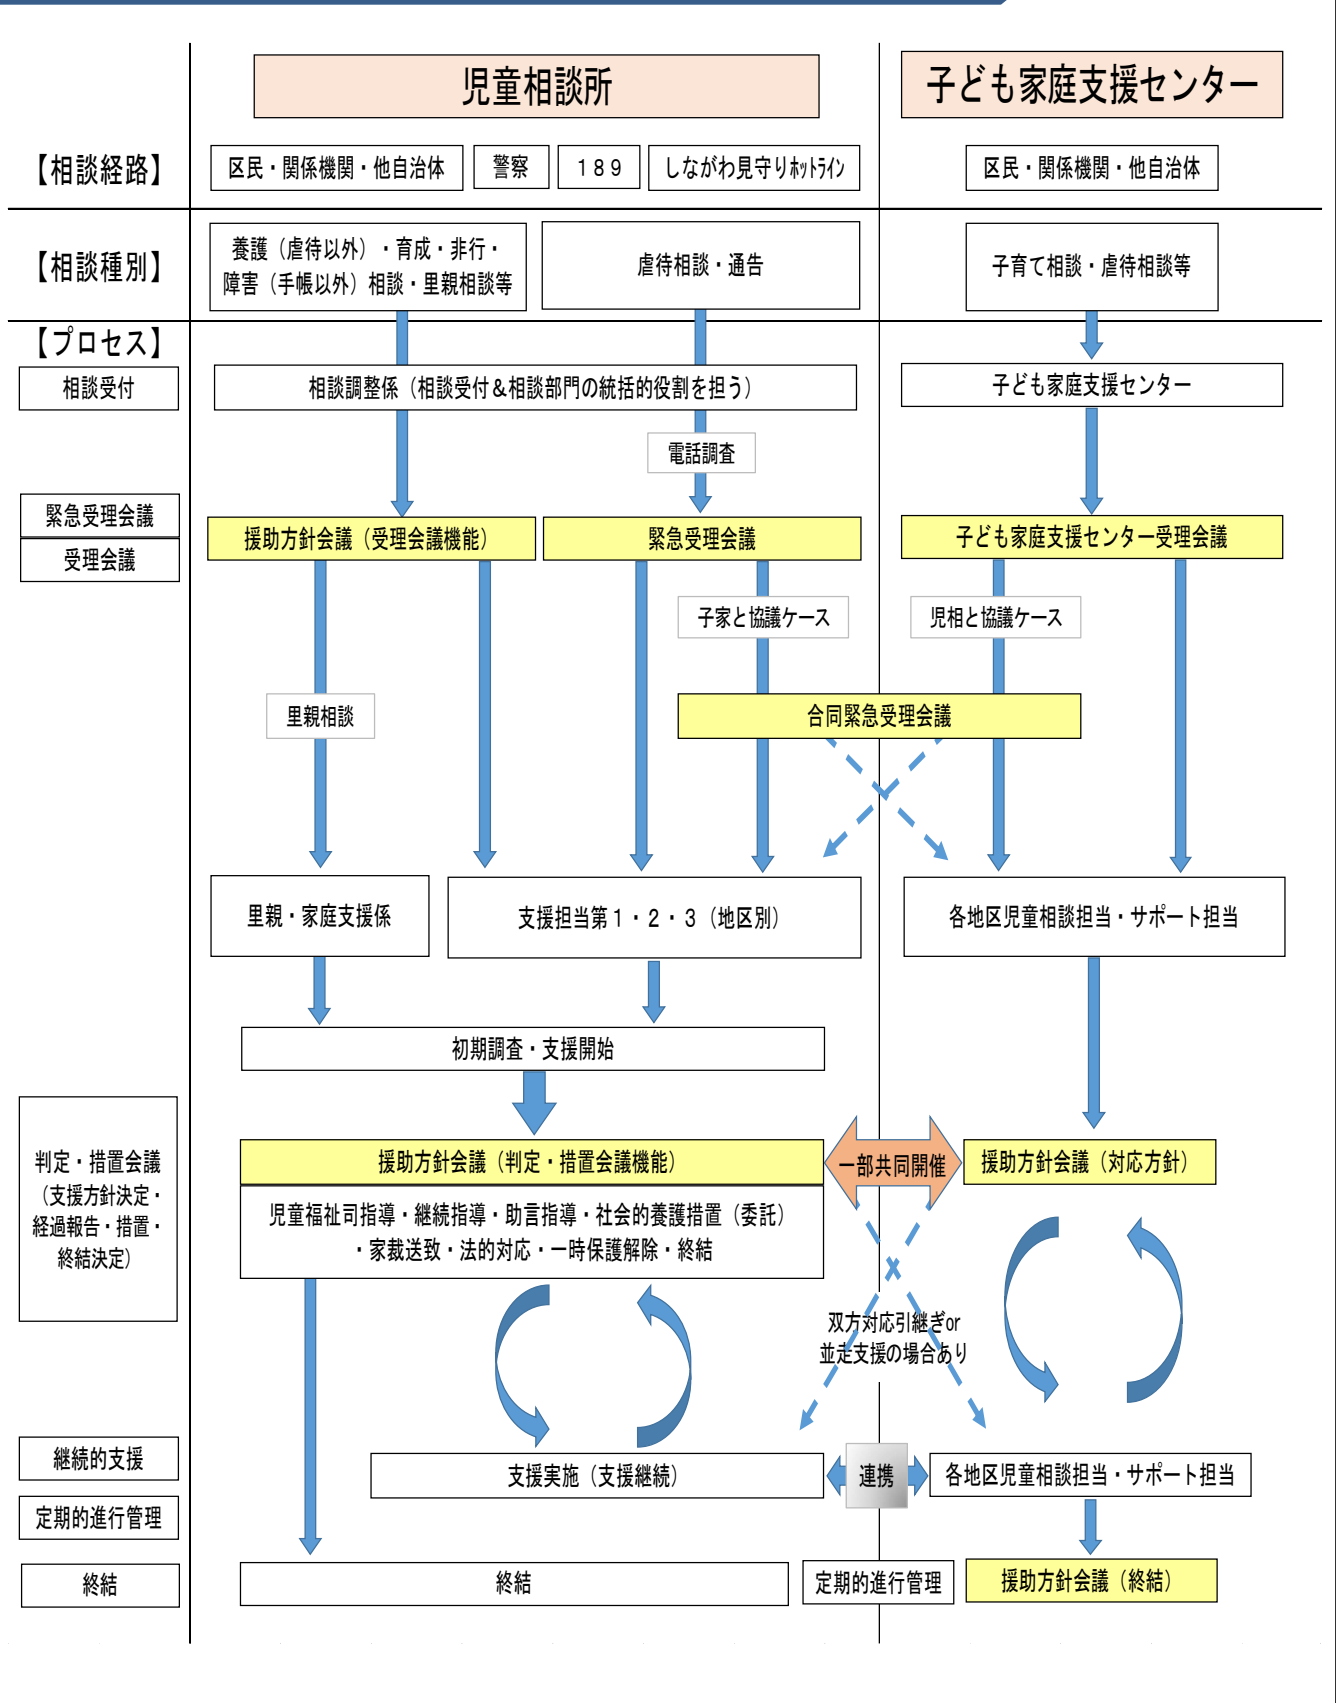 児童相談所
子ども家庭支援センター
【相談経路】
区民・関係機関・他自治体
警察
189
しながわ見守りホットライン
区民・関係機関・他自治体
【相談種別】
養護（虐待以外）・育成・非行・
障害（手帳以外）相談・里親相談等
虐待相談・通告
子育て相談・虐待相談等
【プロセス】
相談受付
相談調整係（相談受付＆相談部門の統括的役割を担う）
子ども家庭支援センター
電話調査
緊急受理会議
受理会議
援助方針会議（受理会議機能）
緊急受理会議
子ども家庭支援センター受理会議
子家と協議ケース
児相と協議ケース
里親相談
合同緊急受理会議
里親・家庭支援係
支援担当第１・２・３（地区別）
各地区児童相談担当・サポート担当
初期調査・支援開始
判定・措置会議
（支援方針決定・
経過報告・措置・
終結決定）
援助方針会議（判定・措置会議機能）
一部共同開催
援助方針会議（対応方針）
児童福祉司指導・継続指導・助言指導・社会的養護措置（委託）
・家裁送致・法的対応・一時保護解除・終結
双方対応引継ぎor
並走支援の場合あり
継続的支援
支援実施（支援継続）
連携
各地区児童相談担当・サポート担当
定期的進行管理
終結
終結
定期的進行管理
援助方針会議（終結）